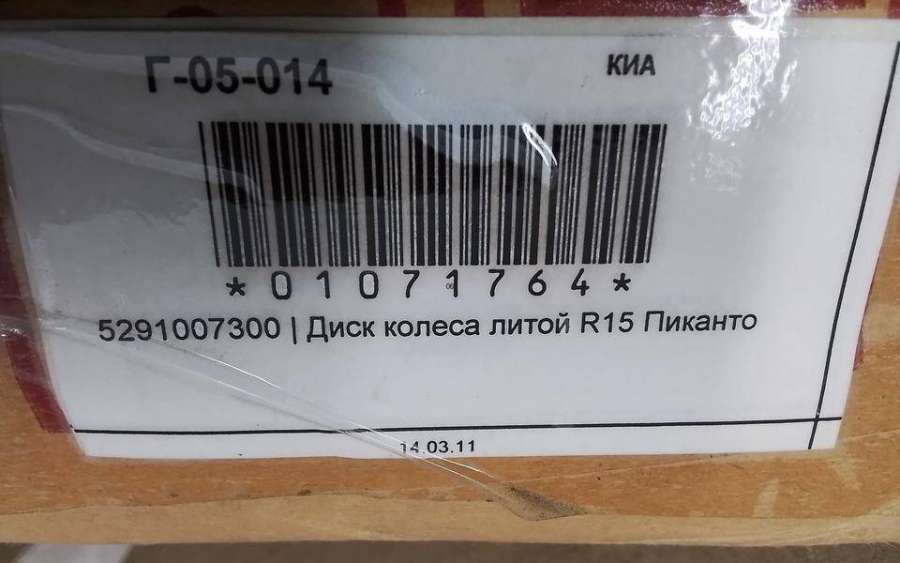 Г-05-014 КИА
*01071764*
5291007300 | Диск колеса литой R15 Пиканто
14.03.11